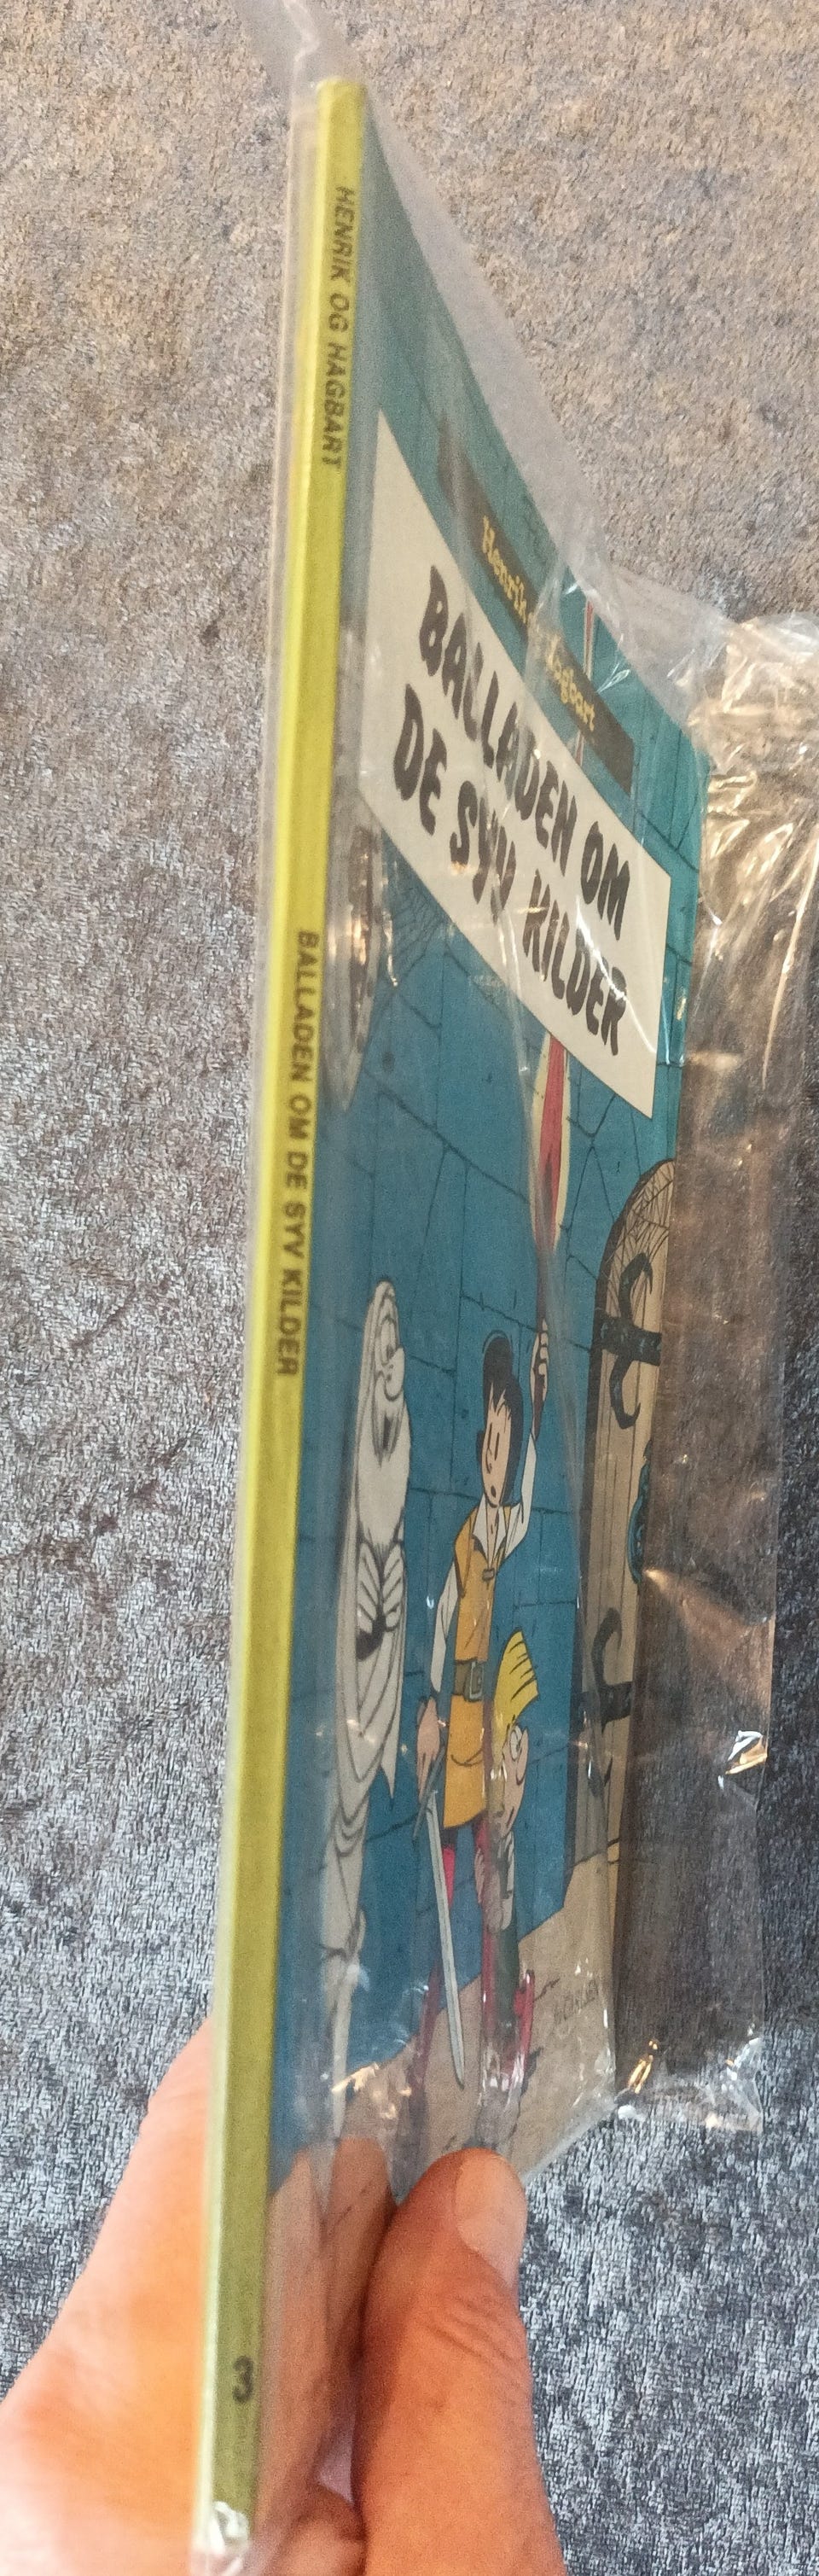 HENRIK OG HAGBART
BALLADEN OM DE SYV KILDER
3
Henrik og Hagbart
BALLADEN OM
DE SYV KILDER